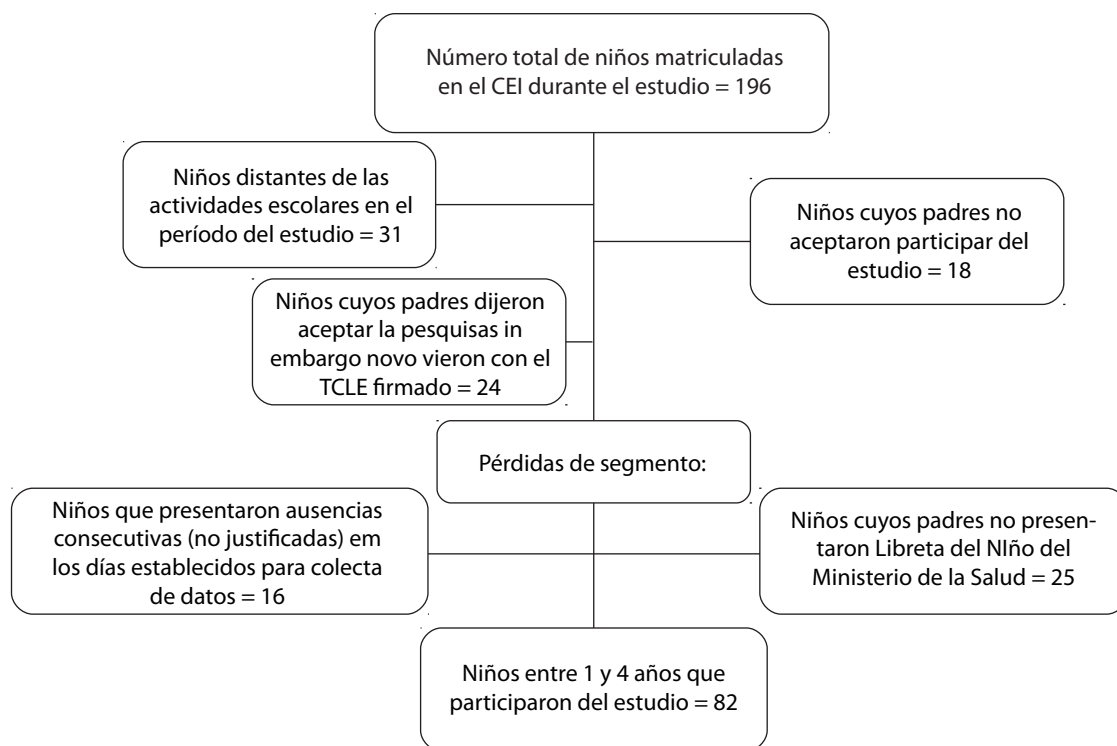 Número total de niños matriculadas
en el CEI durante el estudio = 196
Niños distantes de las
actividades escolares en el
período del estudio = 31
Niños cuyos padres no
aceptaron participar del
estudio = 18
Niños cuyos padres dijeron
aceptar la pesquisas in
embargo novo vieron con el
TCLE firmado = 24
Pérdidas de segmento:
Niños que presentaron ausencias
consecutivas (no justificadas) em
los días establecidos para colecta
de datos = 16
Niños cuyos padres no presen-
taron Libreta del NIño del
Ministerio de la Salud = 25
Niños entre 1 y 4 años que
participaron del estudio = 82